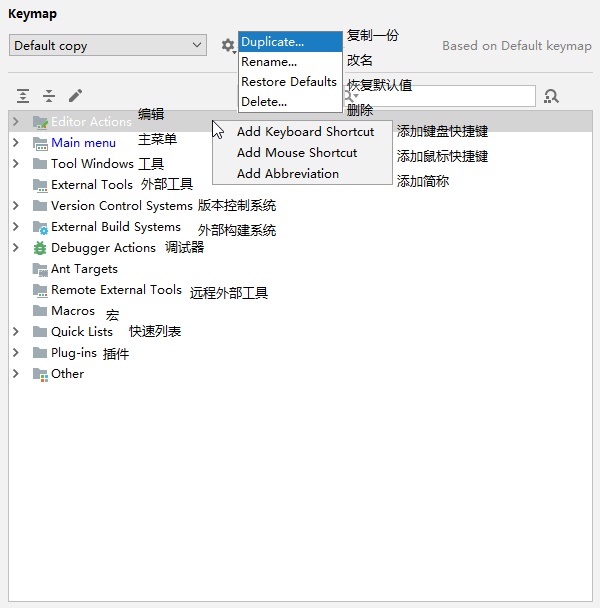 Keymap
Default copy
Duplicate... 复制一份
Based on Default keymap
Rename... 改名
Restore Defaults 恢复默认值
Delete... 删除
Editor Actions 编辑
Add Keyboard Shortcut 添加键盘快捷键
Main menu 主菜单
Add Mouse Shortcut 添加鼠标快捷键
Tool Windows 工具
Add Abbreviation 添加简称
External Tools 外部工具
Version Control Systems 版本控制系统
External Build Systems 外部构建系统
Debugger Actions 调试器
Ant Targets
Remote External Tools 远程外部工具
Macros 宏
Quick Lists 快速列表
Plug-ins 插件
Other